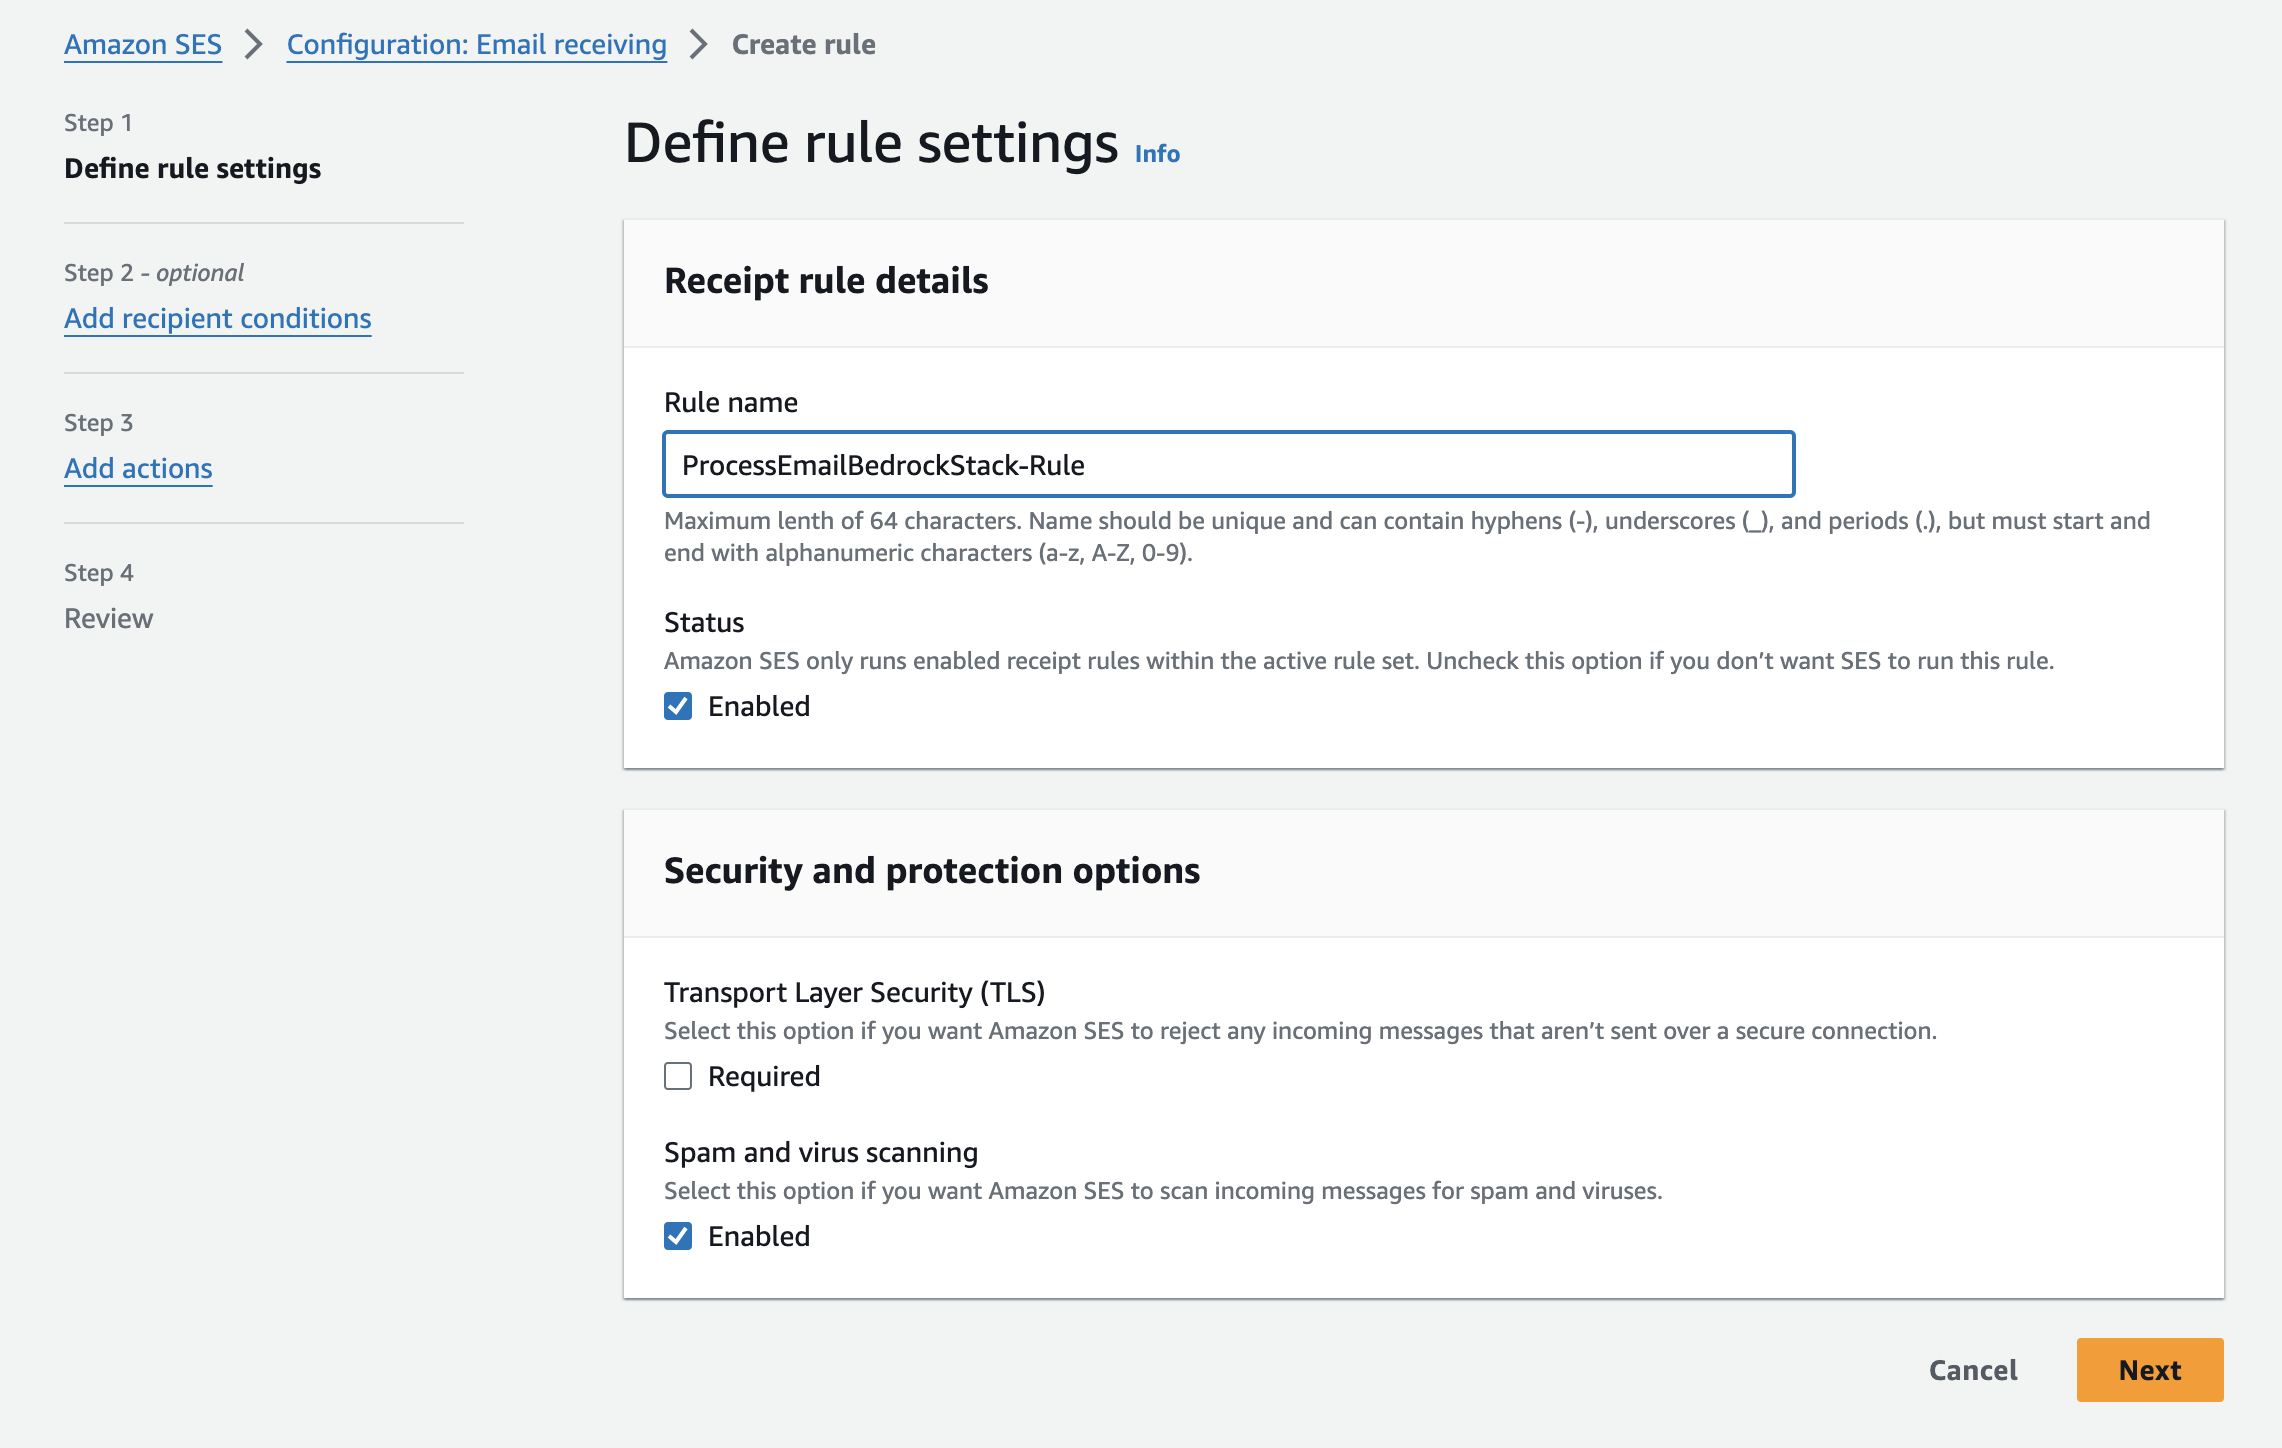 Amazon SES > Configuration: Email receiving > Create rule
Step 1
Define rule settings
Step 2 - optional
Add recipient conditions
Step 3
Add actions
Step 4
Review
Define rule settings Info
Receipt rule details
Rule name
ProcessEmailBedrockStack-Rule
Maximum lenth of 64 characters. Name should be unique and can contain hyphens (-), underscores (_), and periods (.), but must start and
end with alphanumeric characters (a-z, A-Z, 0-9).
Status
Amazon SES only runs enabled receipt rules within the active rule set. Uncheck this option if you don’t want SES to run this rule.
Enabled
Security and protection options
Transport Layer Security (TLS)
Select this option if you want Amazon SES to reject any incoming messages that aren’t sent over a secure connection.
Required
Spam and virus scanning
Select this option if you want Amazon SES to scan incoming messages for spam and viruses.
Enabled
Cancel
Next